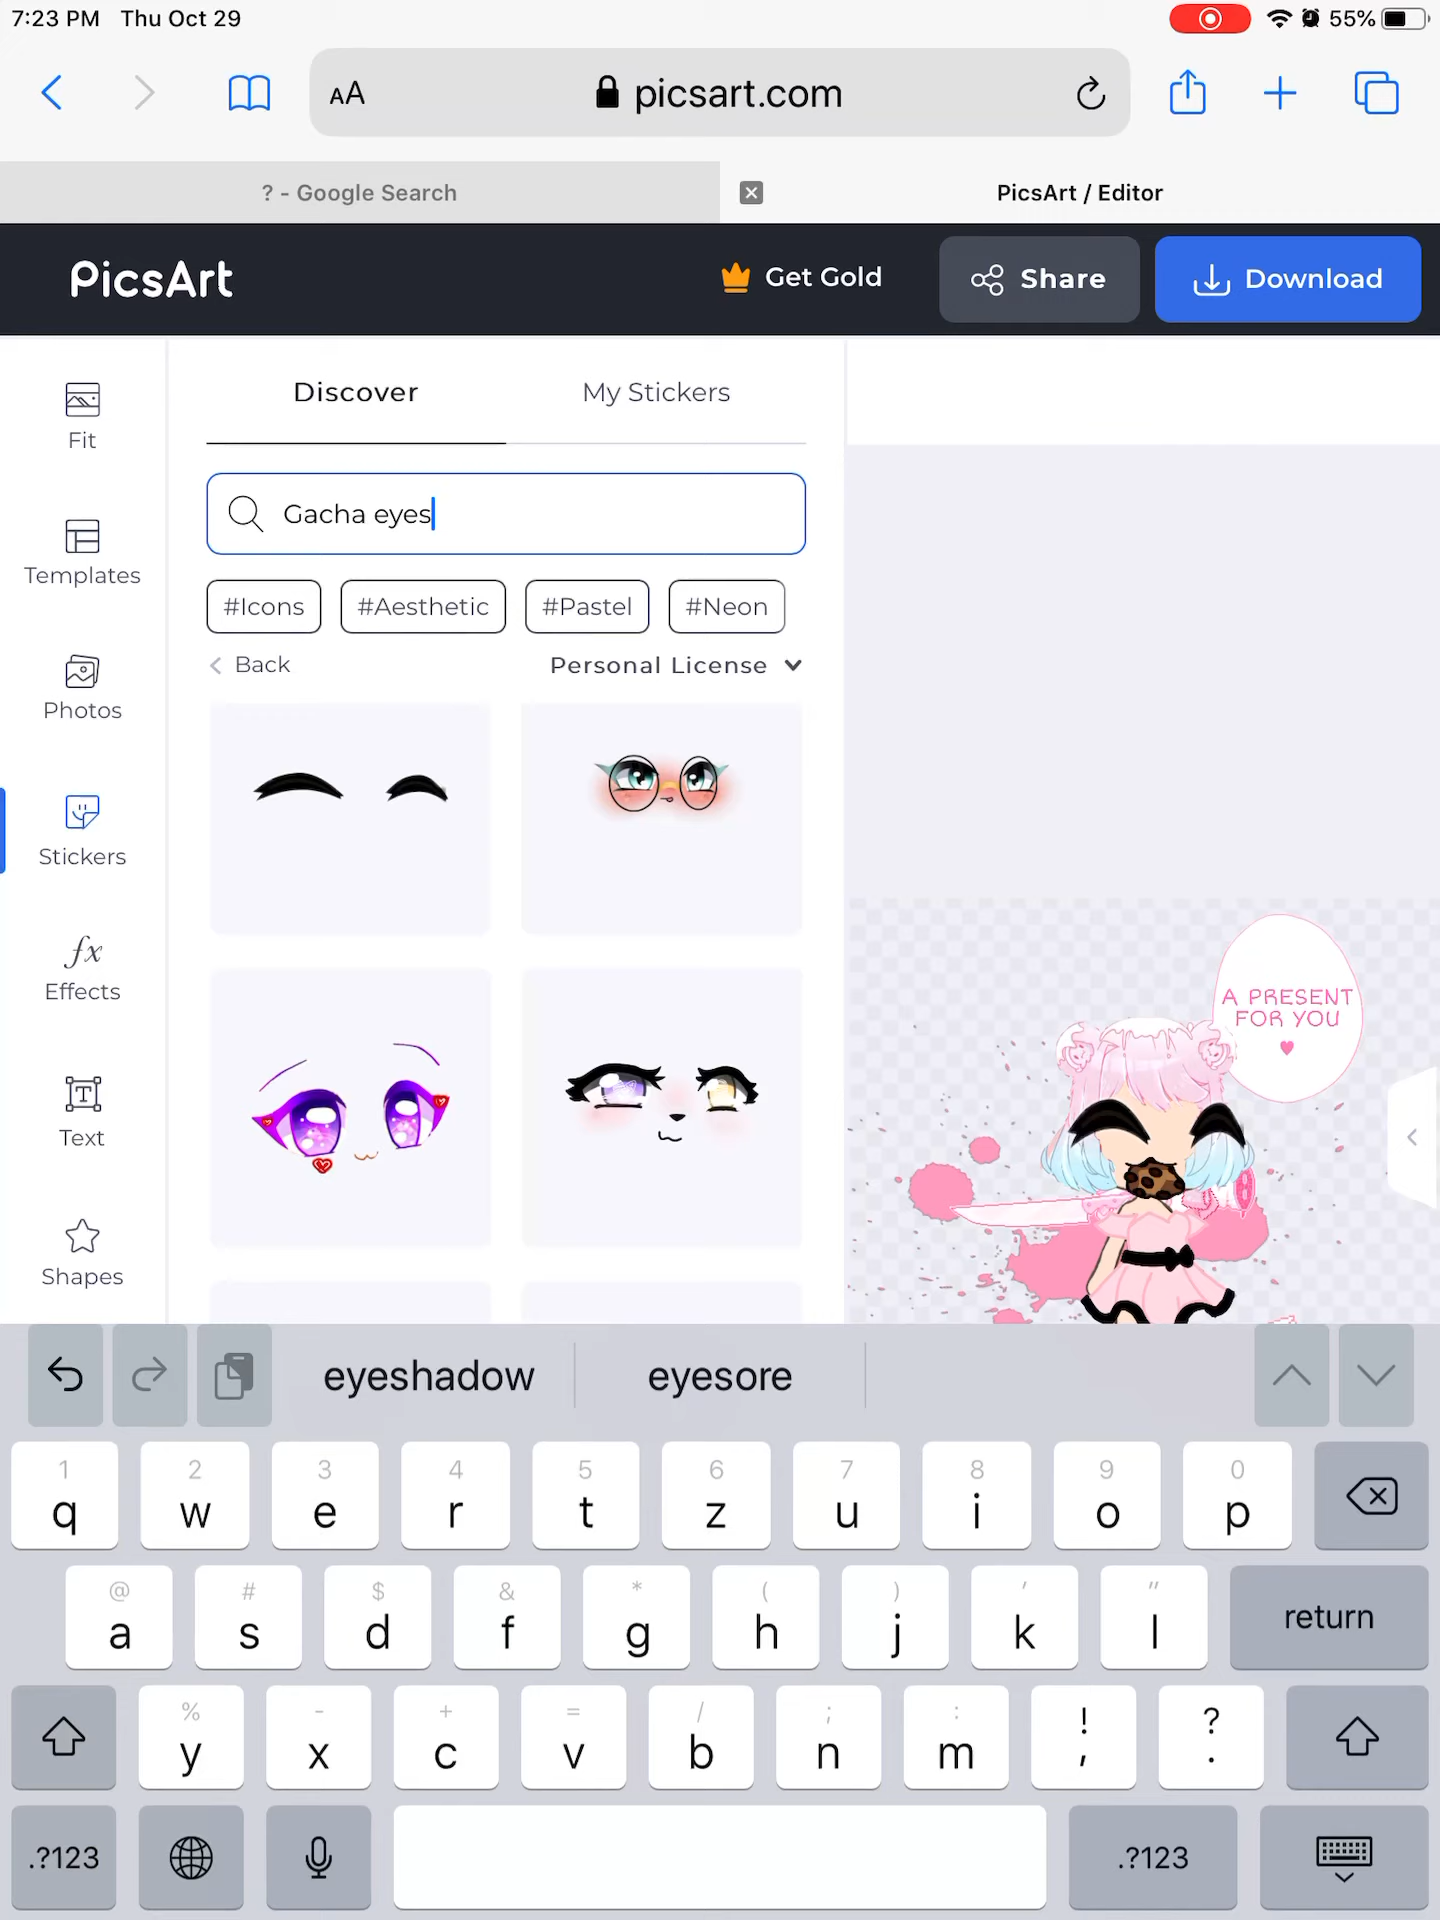 7:23 PM Thu Oct 29
55%
AA
picsart.com
? - Google Search
PicsArt / Editor
PicsArt
Get Gold
Share
Download
Fit
Templates
Photos
Stickers
fx
Effects
T
Text
Shapes
Discover
My Stickers
Gacha eyes
#Icons
#Aesthetic
#Pastel
#Neon
Back
Personal License
A PRESENT
FOR YOU
eyeshadow
eyesore
1 2 3 4 5 6 7 8 9 0
q w e r t z u i o p
@ # $ & * ( ) ' "
a s d f g h j k l
return
% - + = / ; : ! ?
y x c v b n m , .
.?123
.?123